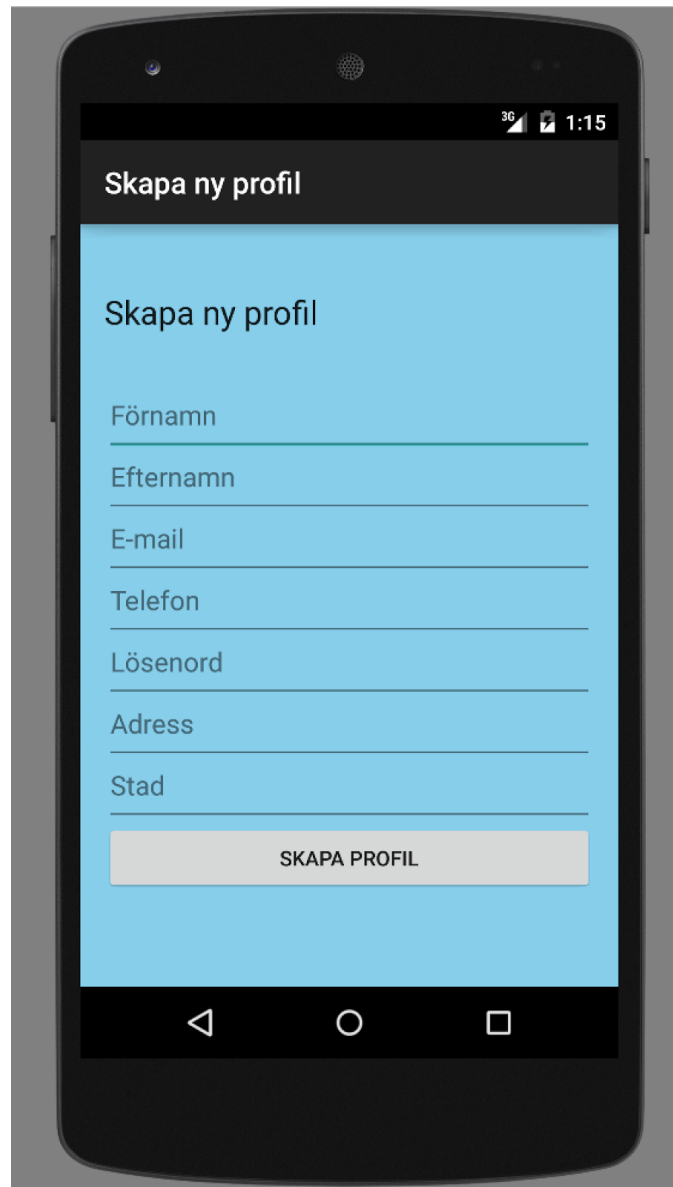 3G 1:15
Skapa ny profil
Skapa ny profil
Förnamn
Efternamn
E-mail
Telefon
Lösenord
Adress
Stad
SKAPA PROFIL